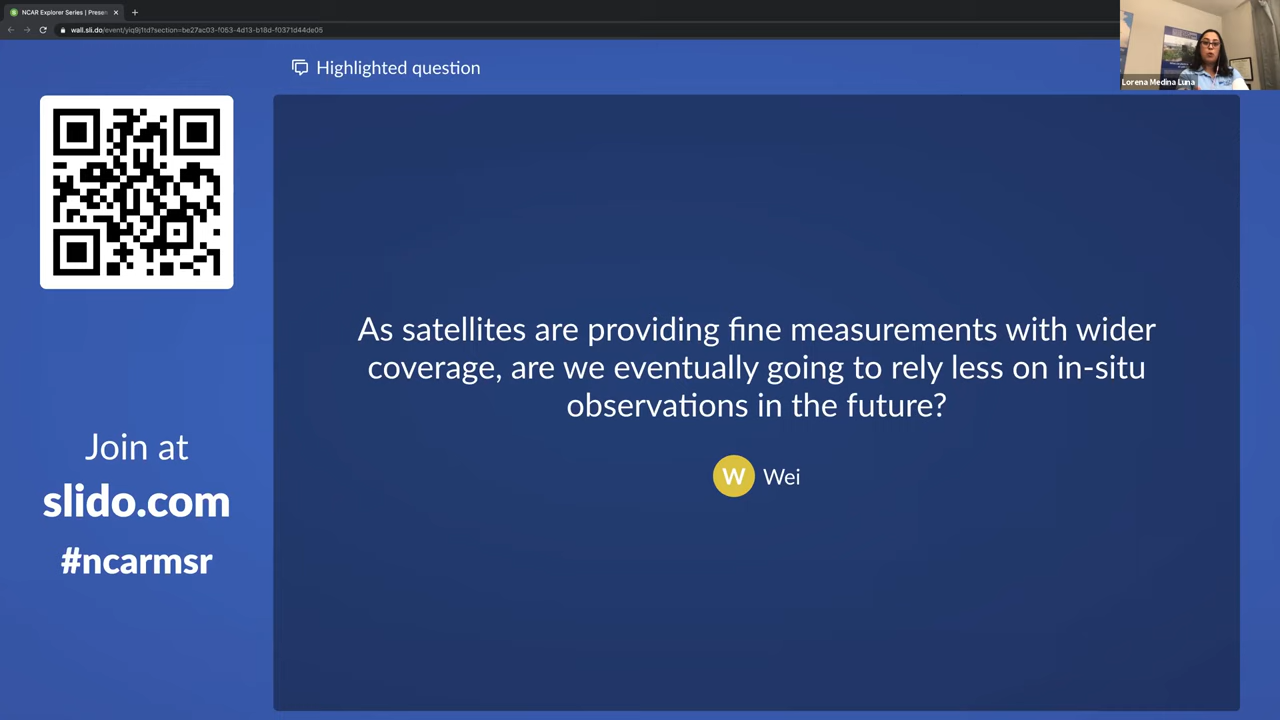 NCAR Explorer Series | Presen
wall.sli.do/event/yiq9j1td?section=be27ac03-f053-4d13-b18d-f0371d44de05
Lorena Medina Luna
Highlighted question
As satellites are providing fine measurements with wider
coverage, are we eventually going to rely less on in-situ
observations in the future?
W Wei
Join at
slido.com
#ncarmsr